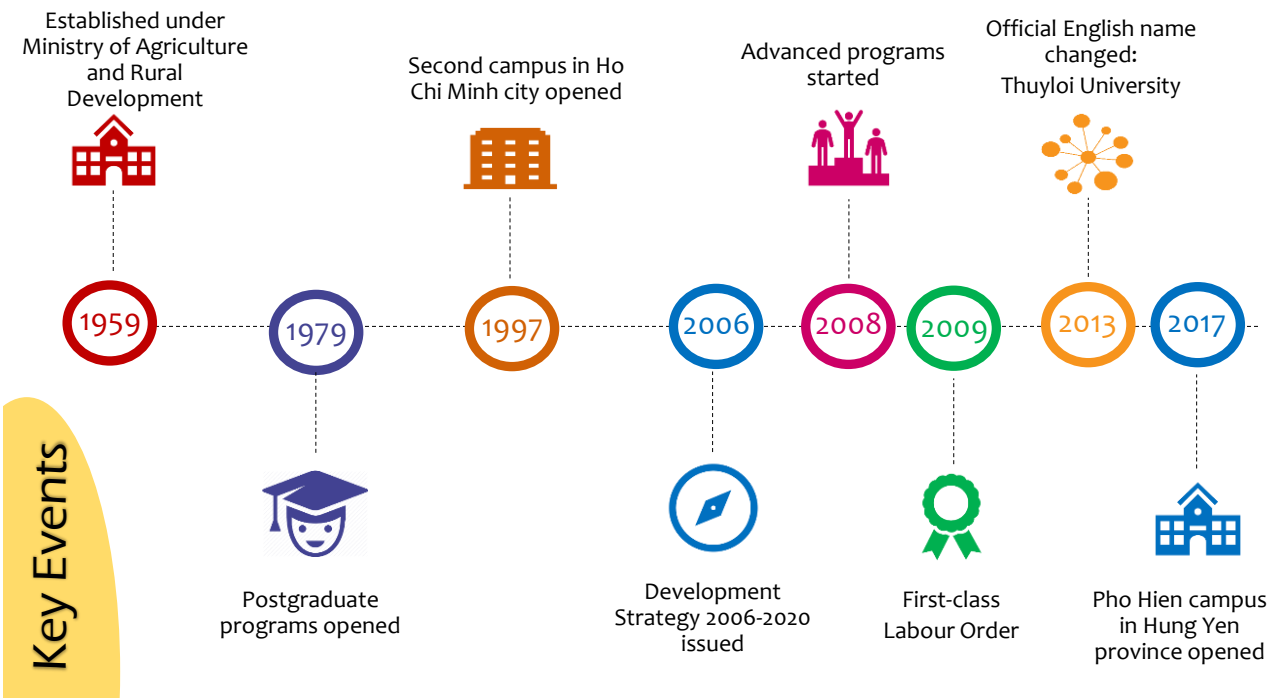 Established under
Ministry of Agriculture
and Rural
Development
Second campus in Ho
Chi Minh city opened
Advanced programs
started
Official English name
changed:
Thuyloi University
1959
1979
1997
2006
2008
2009
2013
2017
Key Events
Postgraduate
programs opened
Development
Strategy 2006-2020
issued
First-class
Labour Order
Pho Hien campus
in Hung Yen
province opened